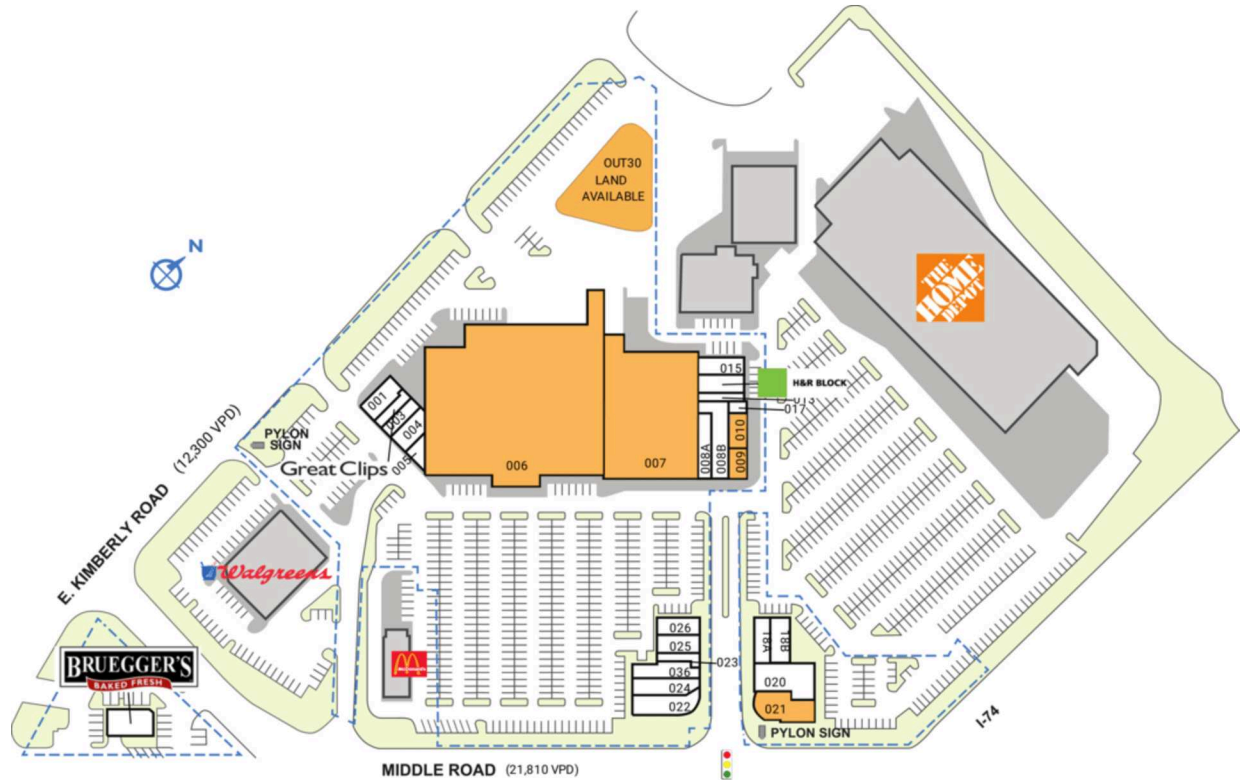 OUT30
LAND
AVAILABLE
N
THE
HOME
DEPOT
015
H&R BLOCK
013
017
001
003
004
005
Great Clips
006
007
008A
008B
010
009
PYLON
SIGN
(12,300 VPD)
E. KIMBERLY ROAD
Walgreens
BRUEGGER'S
BAKED FRESH
026
025
023
036
024
022
18A
18B
020
021
PYLON SIGN
I-74
MIDDLE ROAD (21,810 VPD)